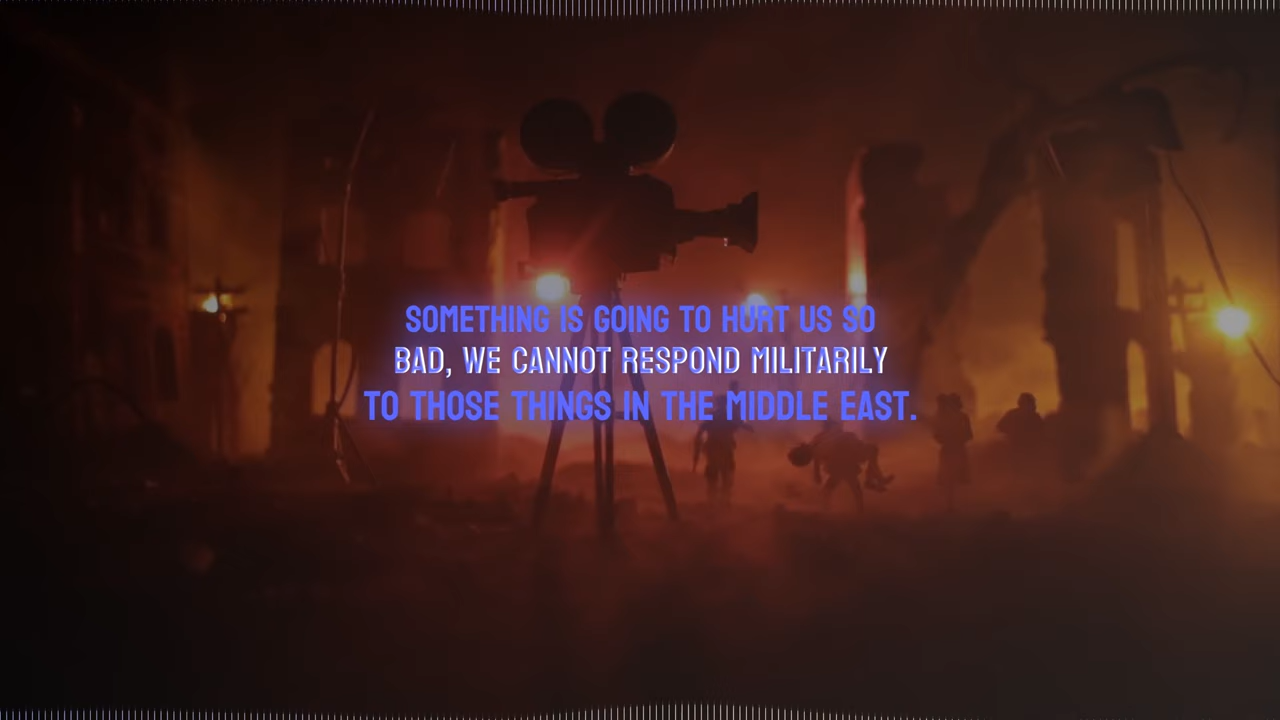 SOMETHING IS GOING TO HURT US SO
BAD, WE CANNOT RESPOND MILITARILY
TO THOSE THINGS IN THE MIDDLE EAST.